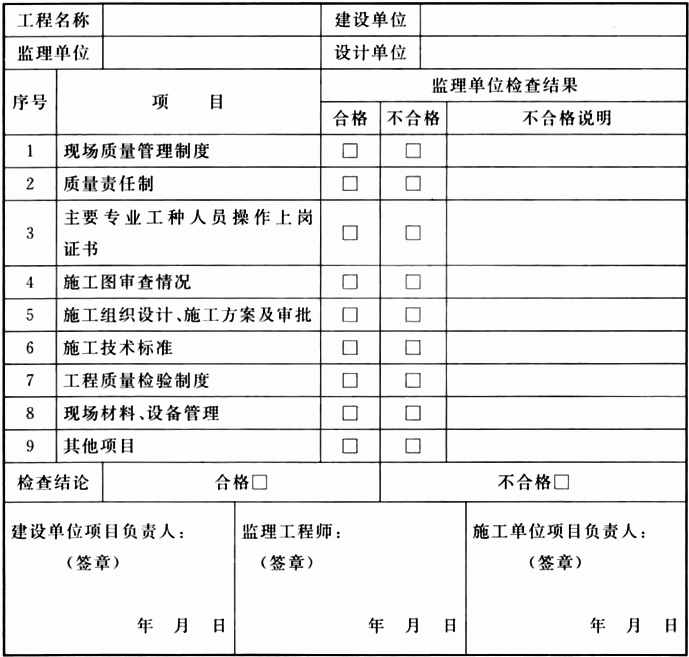 工程名称 建设单位
监理单位 设计单位
序号 项 目 监理单位检查结果
合格 不合格 不合格说明
1 现场质量管理制度 □ □
2 质量责任制 □ □
3 主要专业工种人员操作上岗 □ □
证书
4 施工图审查情况 □ □
5 施工组织设计、施工方案及审批 □ □
6 施工技术标准 □ □
7 工程质量检验制度 □ □
8 现场材料、设备管理 □ □
9 其他项目 □ □
检查结论 合格□ 不合格□
建设单位项目负责人: 监理工程师: 施工单位项目负责人:
(签章) (签章) (签章)
年 月 日 年 月 日 年 月 日